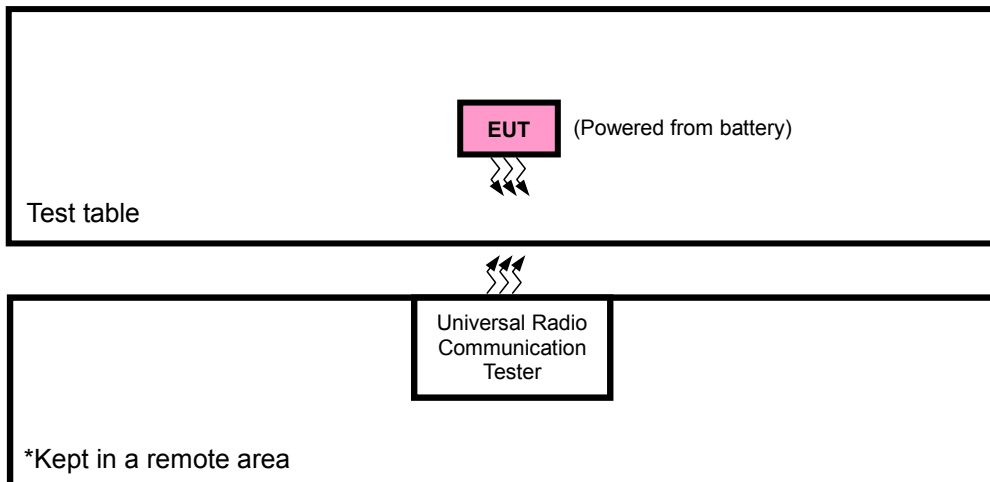 EUT
(Powered from battery)
Test table
Universal Radio
Communication
Tester
*Kept in a remote area